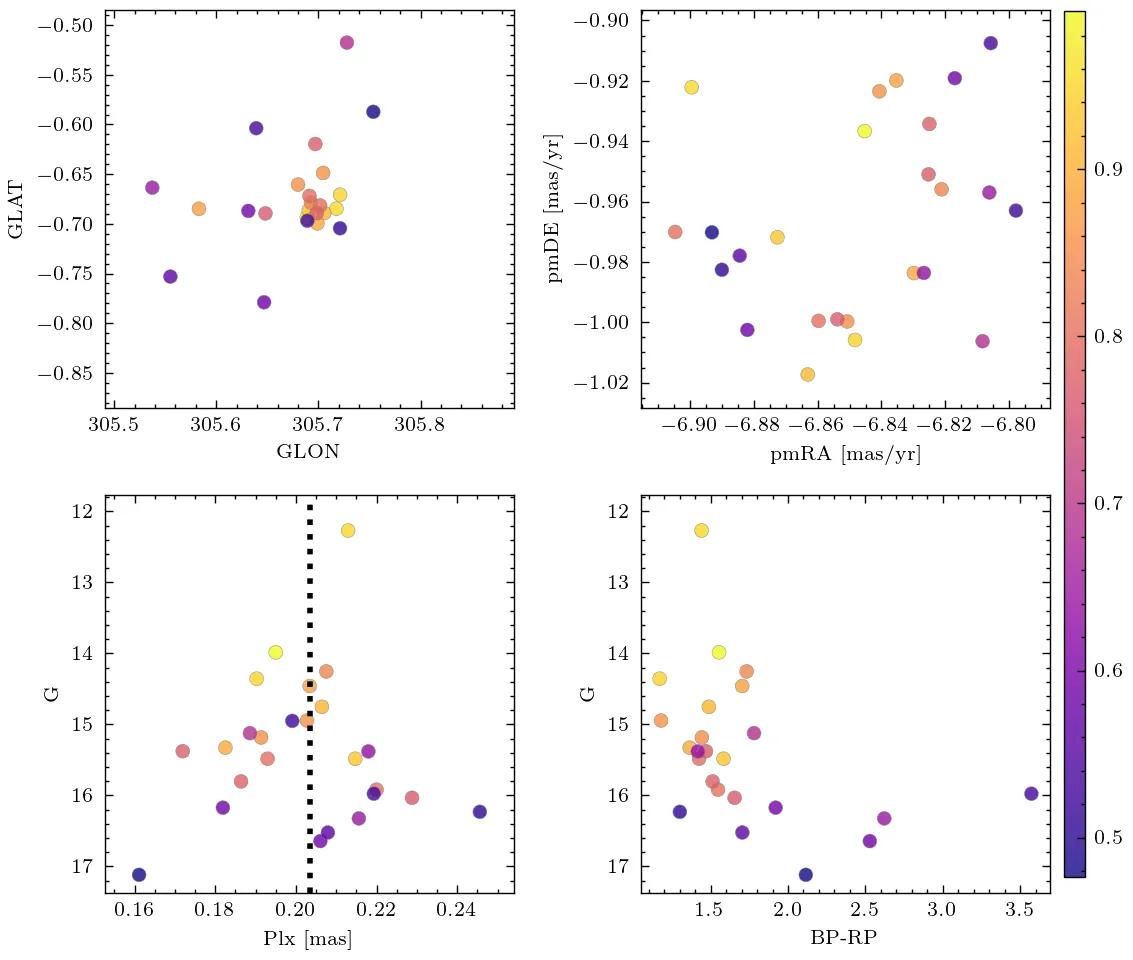 −0.50
−0.55
−0.60
−0.65
−0.70
−0.75
−0.80
−0.85
GLAT
305.5 305.6 305.7 305.8
GLON
−0.90
−0.92
−0.94
−0.96
−0.98
−1.00
−1.02
pmDE [mas/yr]
−6.90 −6.88 −6.86 −6.84 −6.82 −6.80
pmRA [mas/yr]
0.9
0.8
0.7
0.6
0.5
12
13
14
15
16
17
G
0.16 0.18 0.20 0.22 0.24
Plx [mas]
12
13
14
15
16
17
G
1.5 2.0 2.5 3.0 3.5
BP-RP